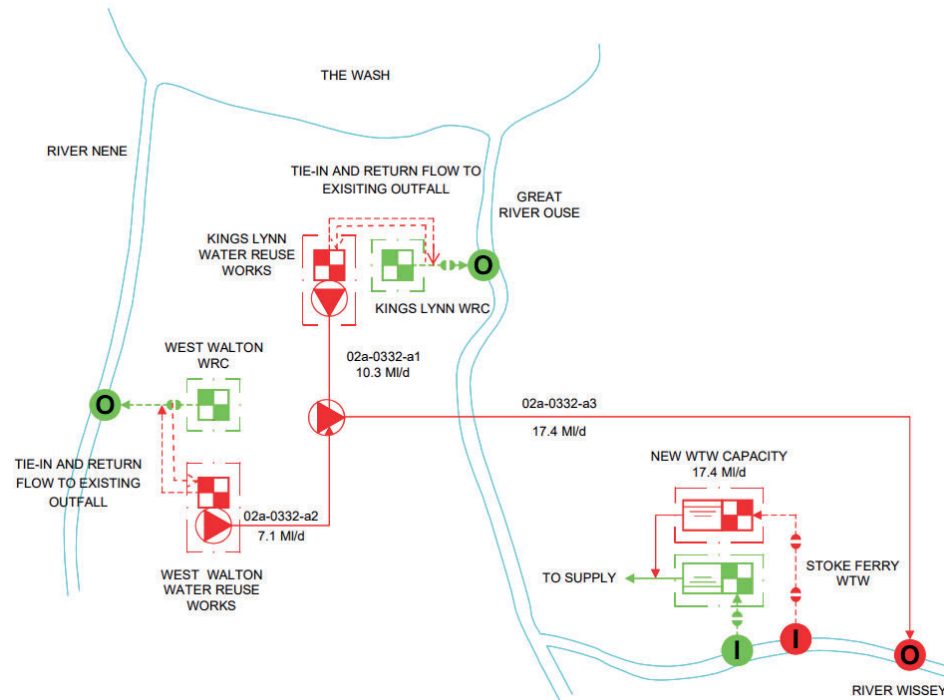 THE WASH
RIVER NENE
TIE-IN AND RETURN FLOW TO
EXISITING OUTFALL
GREAT
RIVER OUSE
KINGS LYNN
WATER REUSE
WORKS
O
KINGS LYNN WRC
WEST WALTON
WRC
02a-0332-a1
10.3 Ml/d
O
02a-0332-a3
17.4 Ml/d
TIE-IN AND RETURN
FLOW TO EXISTING
OUTFALL
NEW WTW CAPACITY
17.4 Ml/d
02a-0332-a2
7.1 Ml/d
STOKE FERRY
WTW
TO SUPPLY
WEST WALTON
WATER REUSE
WORKS
I
I
O
RIVER WISSEY